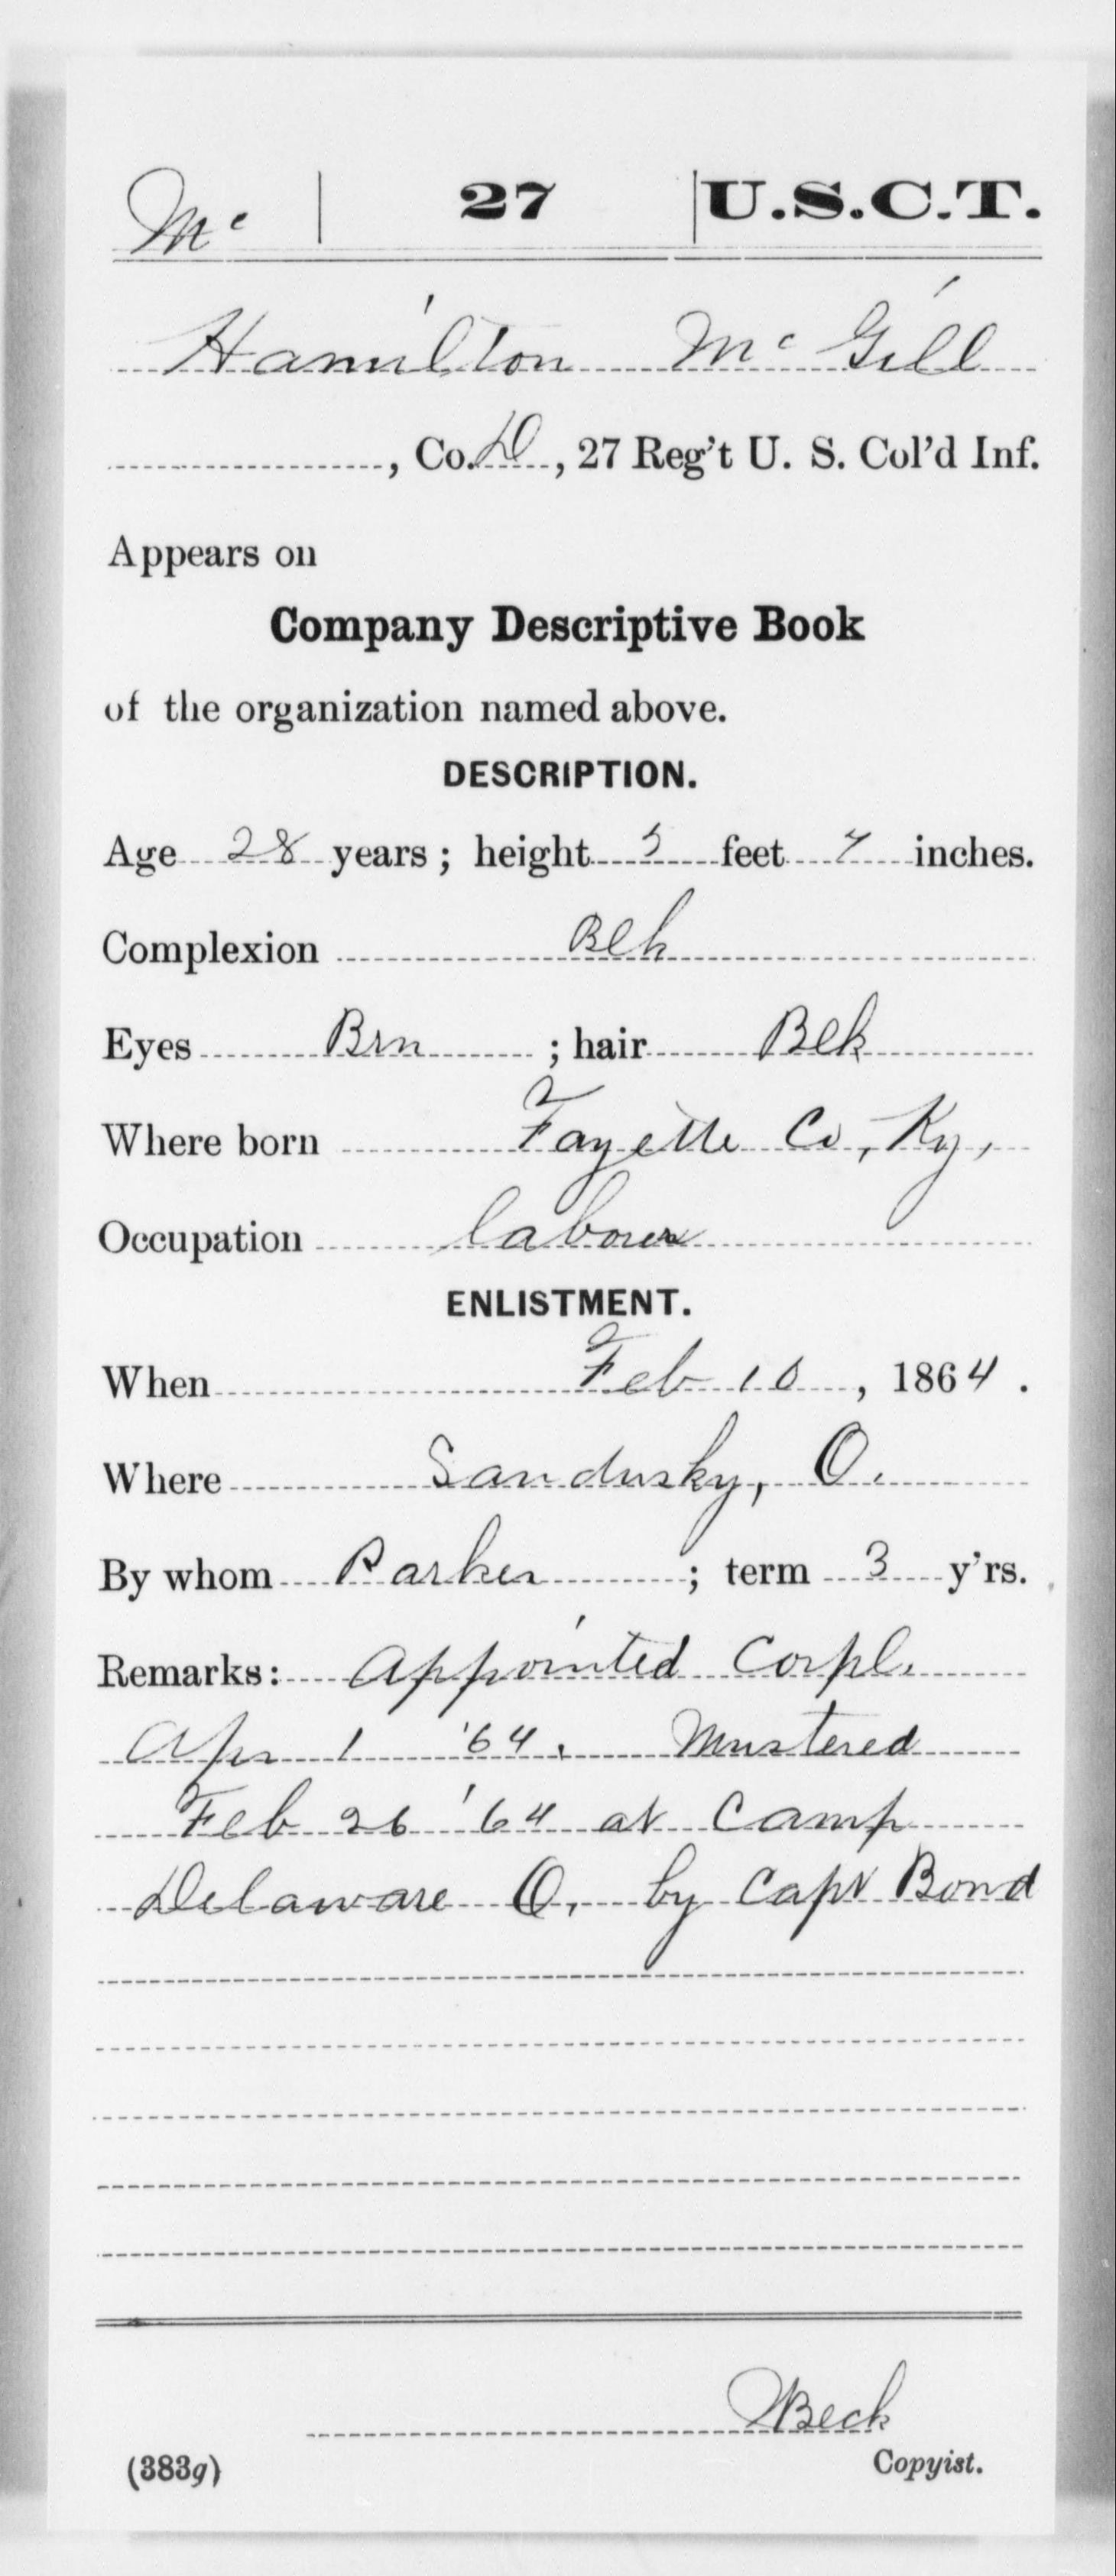 Mc | 27 | U.S.C.T.
Hamilton McGill
, Co. D, 27 Reg't U. S. Col'd Inf.
Appears on
Company Descriptive Book
of the organization named above.
DESCRIPTION.
Age 28 years; height 5 feet 7 inches.
Complexion Blk
Eyes Brn ; hair Blk
Where born Fayette Co, Ky,
Occupation laborer
ENLISTMENT.
When Feb 10, 1864.
Where Sandusky, O.
By whom Parker ; term 3 y'rs.
Remarks: Appointed Corpl.
Apr 1 '64. Mustered
Feb 26 '64 at Camp
Delaware O, by Capt Bond
Beck
(383g) Copyist.